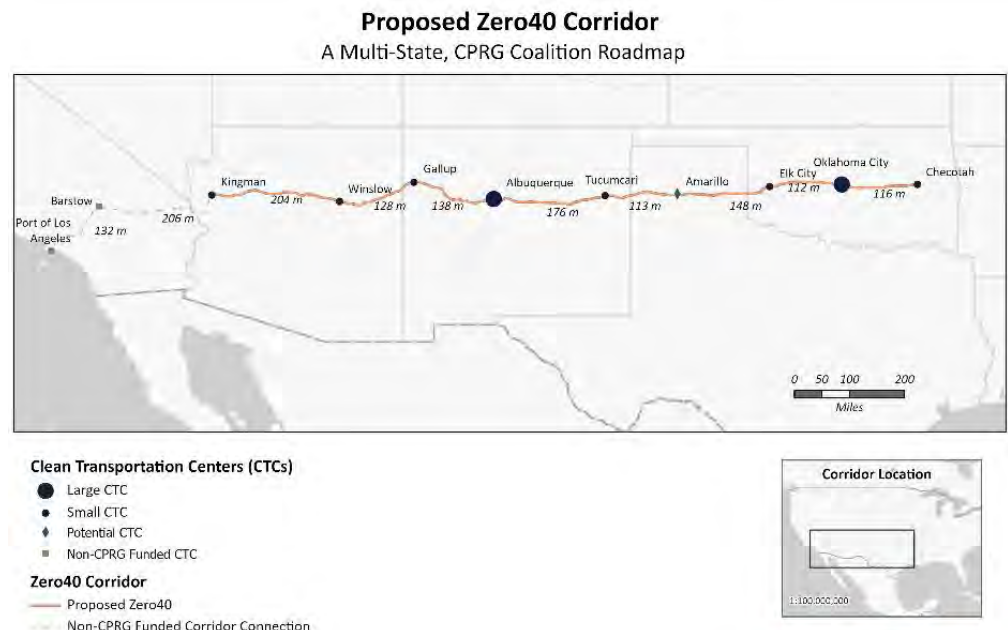 Proposed Zero40 Corridor
A Multi-State, CPRG Coalition Roadmap
Oklahoma City
Gallup
Elk City
Checotah
Kingman
Winslow
Albuquerque
Tucumcari
Amarillo
112 m
116 m
204 m
128 m
138 m
176 m
113 m
148 m
Barstow
206 m
Port of Los
Angeles
132 m
0 50 100 200
Miles
Clean Transportation Centers (CTCs)
Large CTC
Small CTC
Potential CTC
Non-CPRG Funded CTC
Zero40 Corridor
Proposed Zero40
Non-CPRG Funded Corridor Connection
Corridor Location
1:100,000,000